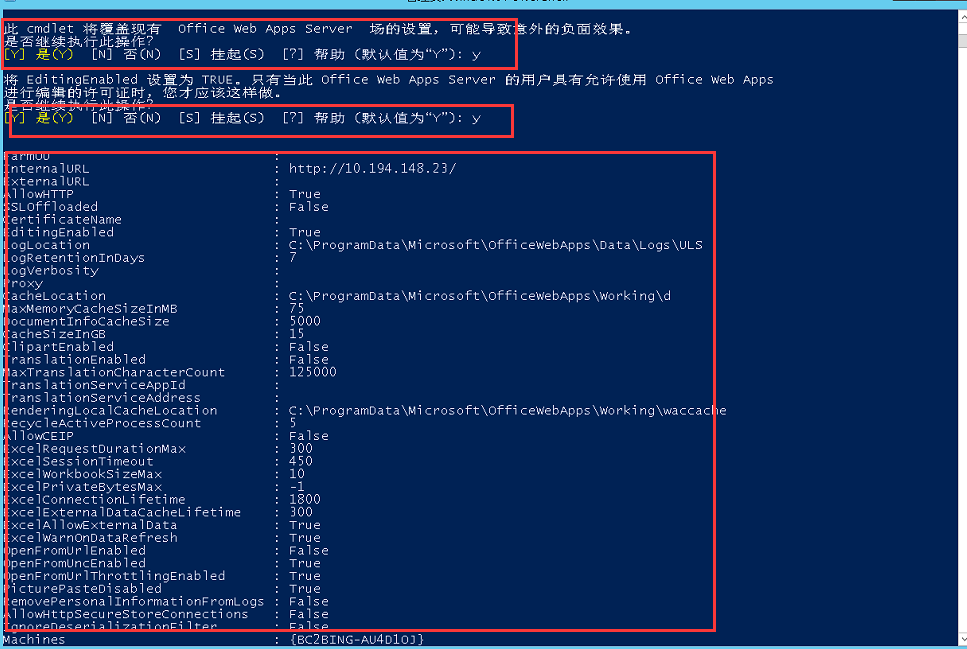 此 cmdlet 将覆盖现有 Office Web Apps Server 场的设置，可能导致意外的负面效果。
是否继续执行此操作?
[Y] 是(Y) [N] 否(N) [S] 挂起(S) [?] 帮助 (默认值为“Y”): y
将 EditingEnabled 设置为 TRUE。只有当此 Office Web Apps Server 的用户具有允许使用 Office Web Apps
进行编辑的许可证时，您才应该这样做。
是否继续执行此操作?
[Y] 是(Y) [N] 否(N) [S] 挂起(S) [?] 帮助 (默认值为“Y”): y
FarmOU :
InternalURL : http://10.194.148.23/
ExternalURL :
AllowHTTP : True
SSLOffloaded : False
CertificateName :
EditingEnabled : True
LogLocation : C:\ProgramData\Microsoft\OfficeWebApps\Data\Logs\ULS
LogRetentionInDays : 7
LogVerbosity :
Proxy :
CacheLocation : C:\ProgramData\Microsoft\OfficeWebApps\Working\d
MaxMemoryCacheSizeInMB : 75
DocumentInfoCacheSize : 5000
CacheSizeInGB : 15
ClipartEnabled : False
TranslationEnabled : False
MaxTranslationCharacterCount : 125000
TranslationServiceAppId :
TranslationServiceAddress :
RenderingLocalCacheLocation : C:\ProgramData\Microsoft\OfficeWebApps\Working\waccache
RecycleActiveProcessCount : 5
AllowCEIP : False
ExcelRequestDurationMax : 300
ExcelSessionTimeout : 450
ExcelWorkbookSizeMax : 10
ExcelPrivateBytesMax : -1
ExcelConnectionLifetime : 1800
ExcelExternalDataCacheLifetime : 300
ExcelAllowExternalData : True
ExcelWarnOnDataRefresh : True
OpenFromUrlEnabled : False
OpenFromUncEnabled : True
OpenFromUrlThrottlingEnabled : True
PicturePasteDisabled : True
RemovePersonalInformationFromLogs : False
AllowHttpSecureStoreConnections : False
IgnoreDeserializationFilter : False
Machines : {BC2BING-AU4D1OJ}